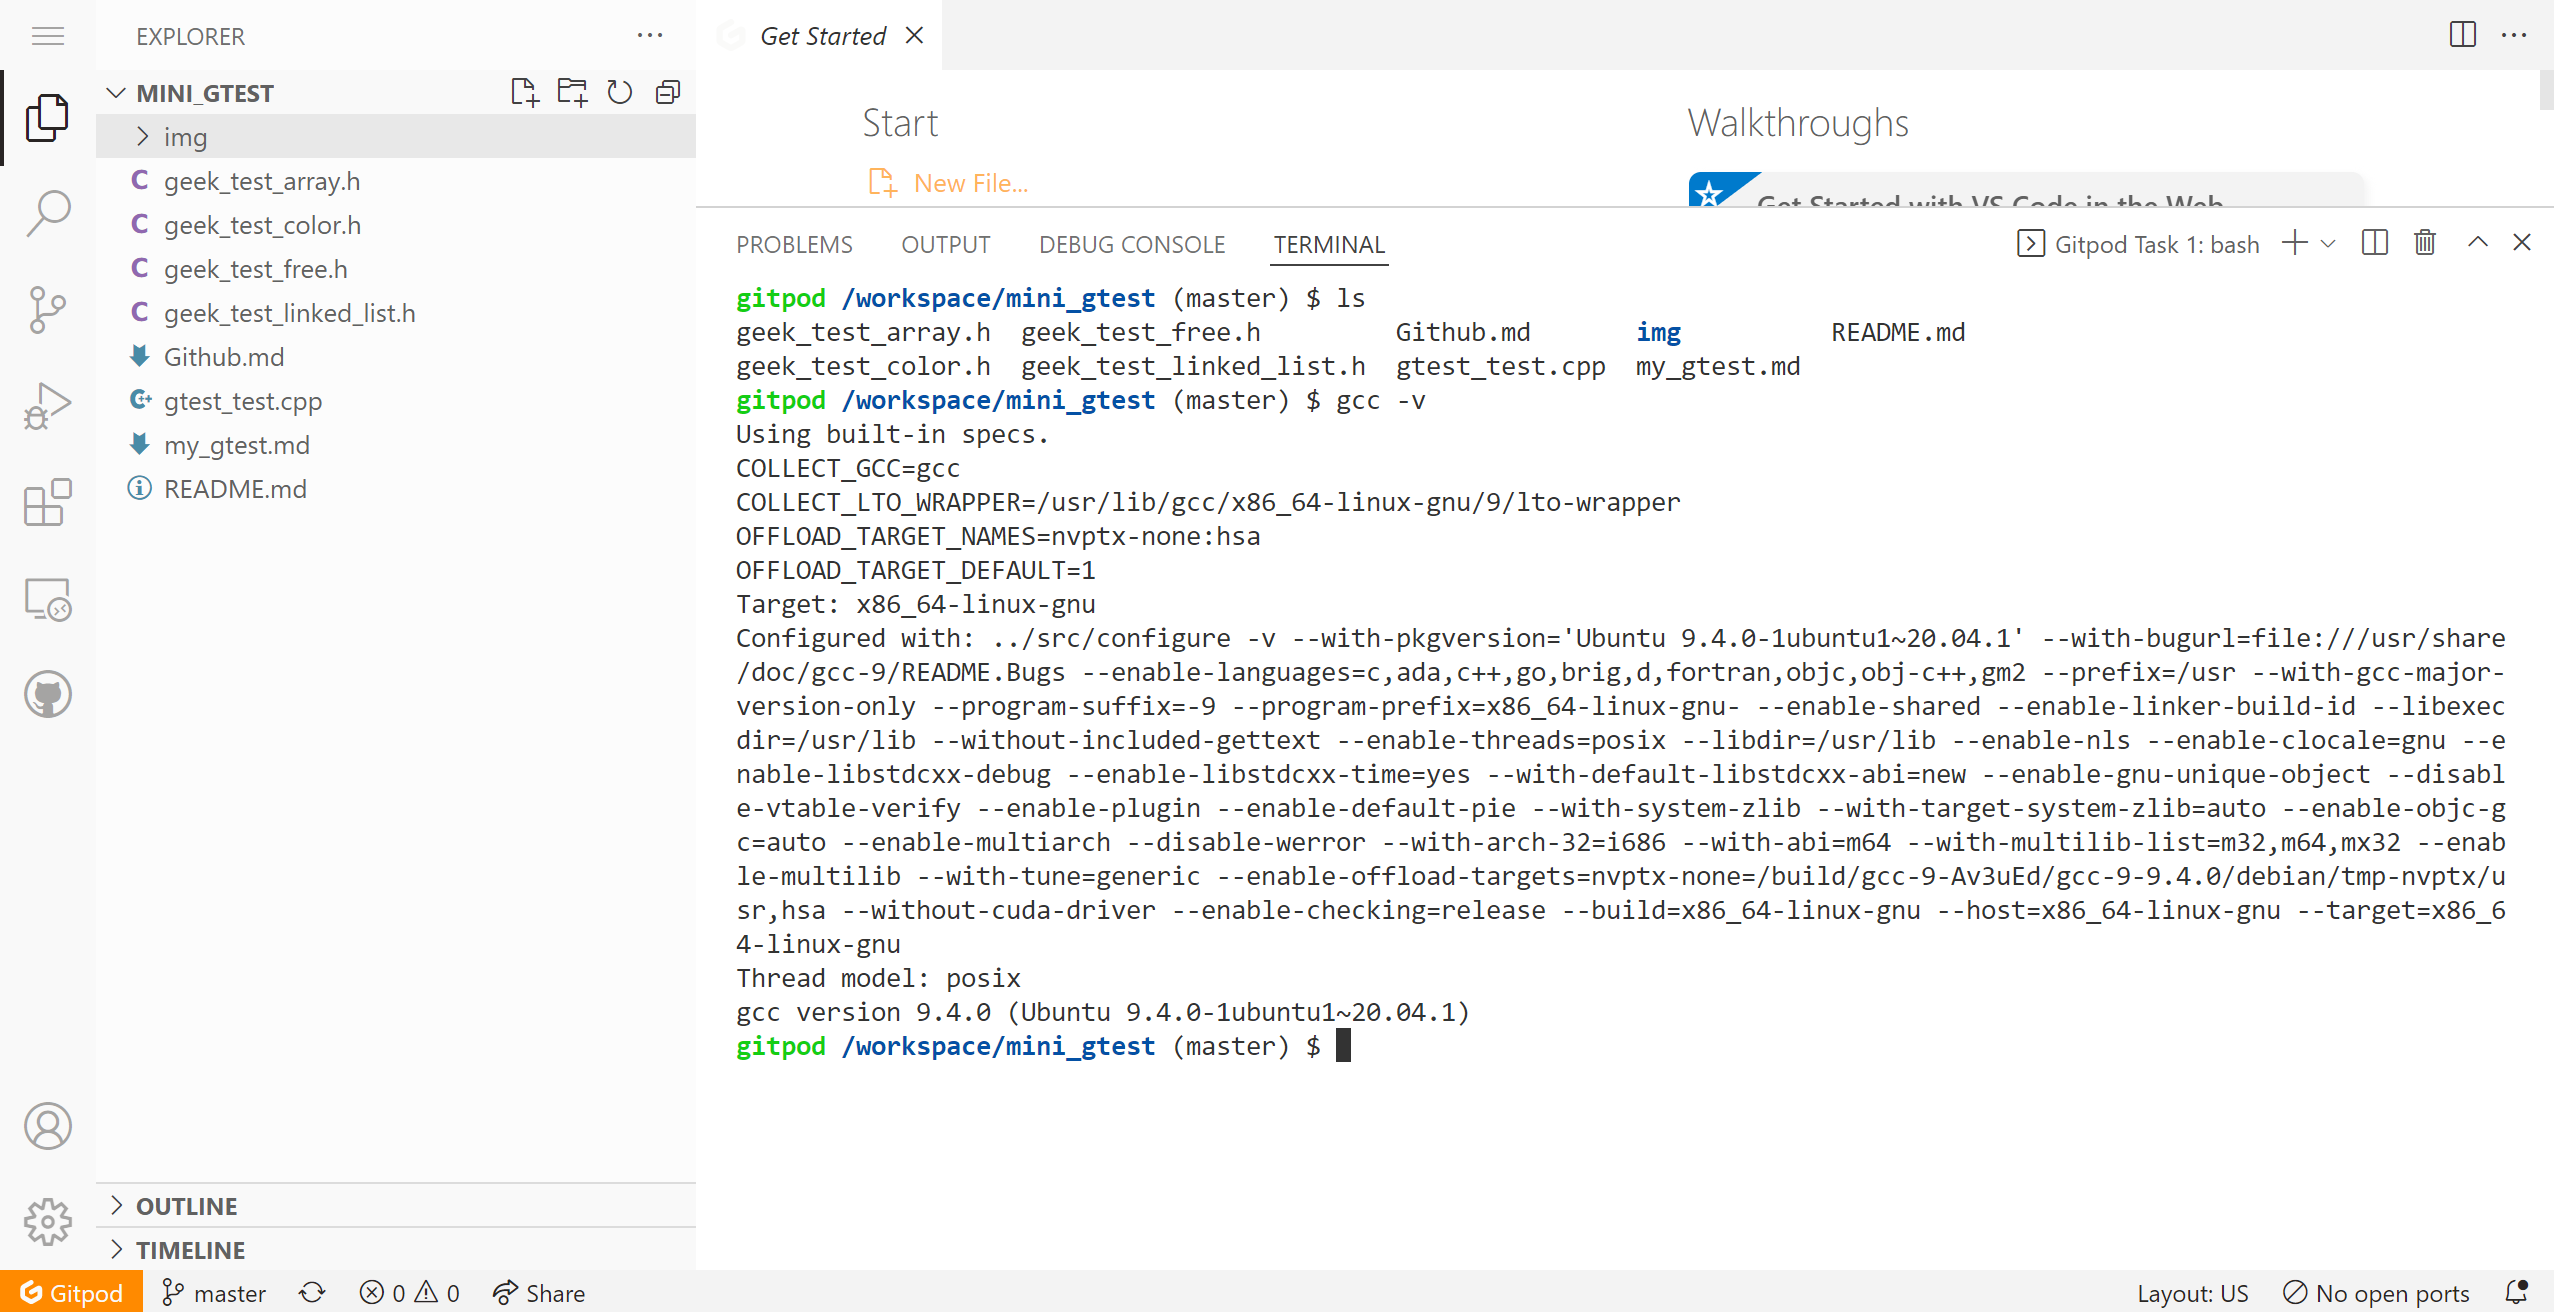 EXPLORER
MINI_GTEST
img
geek_test_array.h
geek_test_color.h
geek_test_free.h
geek_test_linked_list.h
Github.md
gtest_test.cpp
my_gtest.md
README.md
OUTLINE
TIMELINE
Get Started
Start
New File...
Walkthroughs
Get Started with VS Code in the Web
PROBLEMS OUTPUT DEBUG CONSOLE TERMINAL
Gitpod Task 1: bash
gitpod /workspace/mini_gtest (master) $ ls
geek_test_array.h geek_test_free.h Github.md img README.md
geek_test_color.h geek_test_linked_list.h gtest_test.cpp my_gtest.md
gitpod /workspace/mini_gtest (master) $ gcc -v
Using built-in specs.
COLLECT_GCC=gcc
COLLECT_LTO_WRAPPER=/usr/lib/gcc/x86_64-linux-gnu/9/lto-wrapper
OFFLOAD_TARGET_NAMES=nvptx-none:hsa
OFFLOAD_TARGET_DEFAULT=1
Target: x86_64-linux-gnu
Configured with: ../src/configure -v --with-pkgversion='Ubuntu 9.4.0-1ubuntu1~20.04.1' --with-bugurl=file:///usr/share
/doc/gcc-9/README.Bugs --enable-languages=c,ada,c++,go,brig,d,fortran,objc,obj-c++,gm2 --prefix=/usr --with-gcc-major-
version-only --program-suffix=-9 --program-prefix=x86_64-linux-gnu- --enable-shared --enable-linker-build-id --libexec
dir=/usr/lib --without-included-gettext --enable-threads=posix --libdir=/usr/lib --enable-nls --enable-clocale=gnu --e
nable-libstdcxx-debug --enable-libstdcxx-time=yes --with-default-libstdcxx-abi=new --enable-gnu-unique-object --disabl
e-vtable-verify --enable-plugin --enable-default-pie --with-system-zlib --with-target-system-zlib=auto --enable-objc-g
c=auto --enable-multiarch --disable-werror --with-arch-32=i686 --with-abi=m64 --with-multilib-list=m32,m64,mx32 --enab
le-multilib --with-tune=generic --enable-offload-targets=nvptx-none=/build/gcc-9-Av3uEd/gcc-9-9.4.0/debian/tmp-nvptx/u
sr,hsa --without-cuda-driver --enable-checking=release --build=x86_64-linux-gnu --host=x86_64-linux-gnu --target=x86_6
4-linux-gnu
Thread model: posix
gcc version 9.4.0 (Ubuntu 9.4.0-1ubuntu1~20.04.1)
gitpod /workspace/mini_gtest (master) $
Gitpod master 0 0 Share Layout: US No open ports